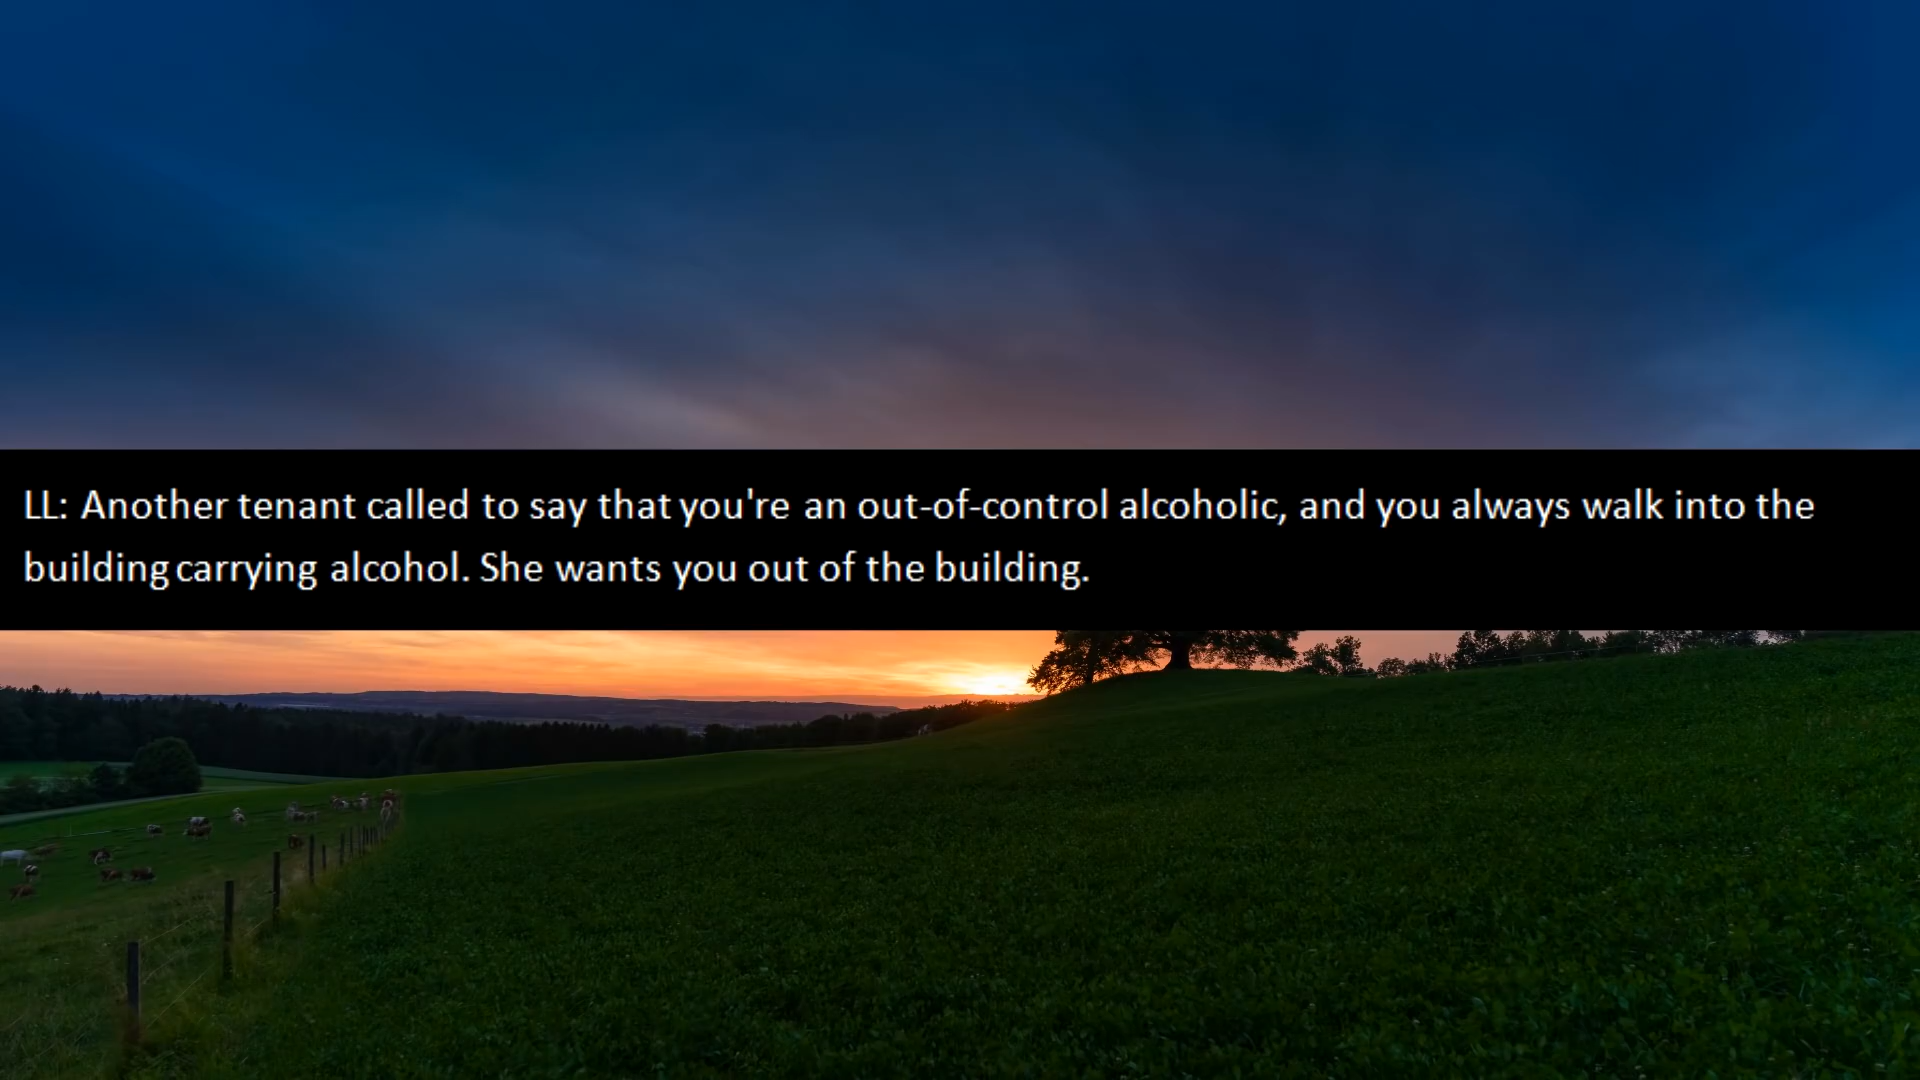 LL: Another tenant called to say that you're an out-of-control alcoholic, and you always walk into the
building carrying alcohol. She wants you out of the building.